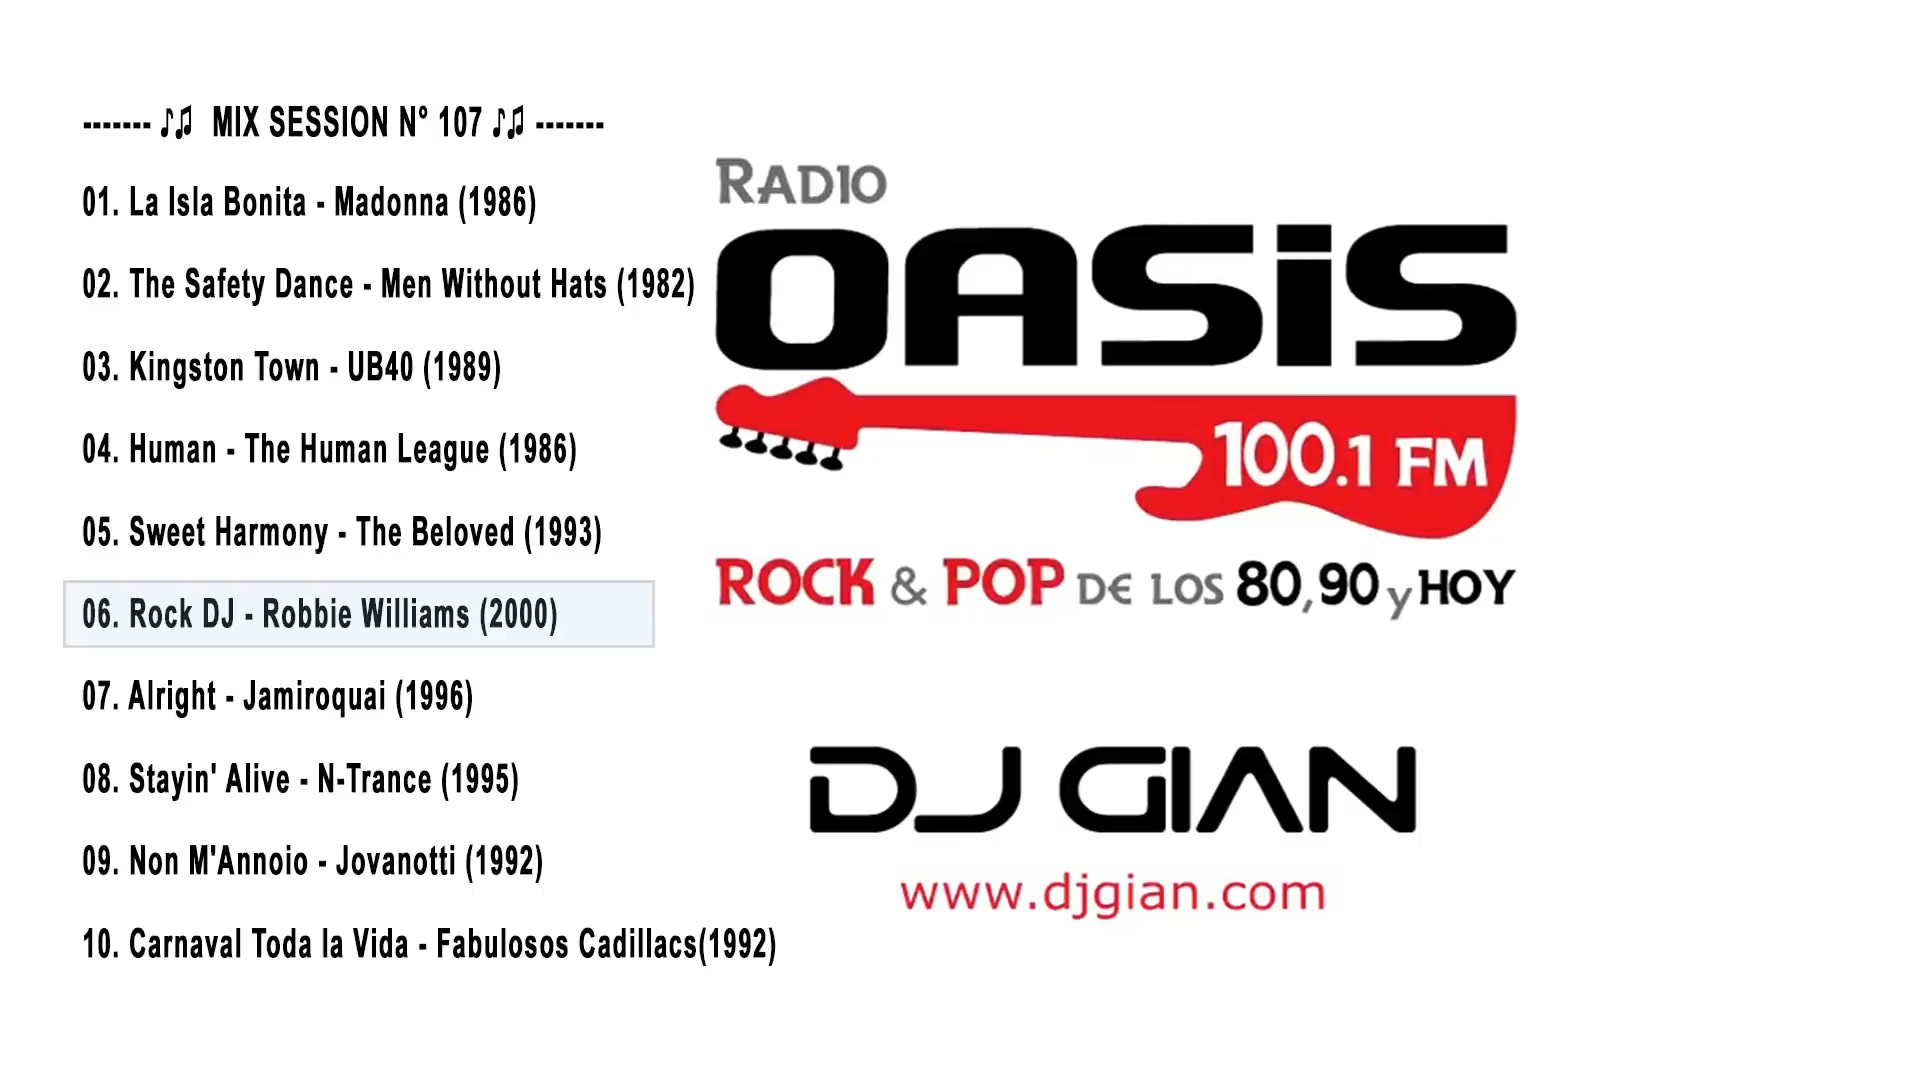 ------- ♪♫ MIX SESSION N° 107 ♪♫ -------
01. La Isla Bonita - Madonna (1986)
02. The Safety Dance - Men Without Hats (1982)
03. Kingston Town - UB40 (1989)
04. Human - The Human League (1986)
05. Sweet Harmony - The Beloved (1993)
06. Rock DJ - Robbie Williams (2000)
07. Alright - Jamiroquai (1996)
08. Stayin' Alive - N-Trance (1995)
09. Non M'Annoio - Jovanotti (1992)
10. Carnaval Toda la Vida - Fabulosos Cadillacs(1992)
RADIO
OASiS
100.1 FM
ROCK & POP DE LOS 80,90 y HOY
DJ GIAN
www.djgian.com